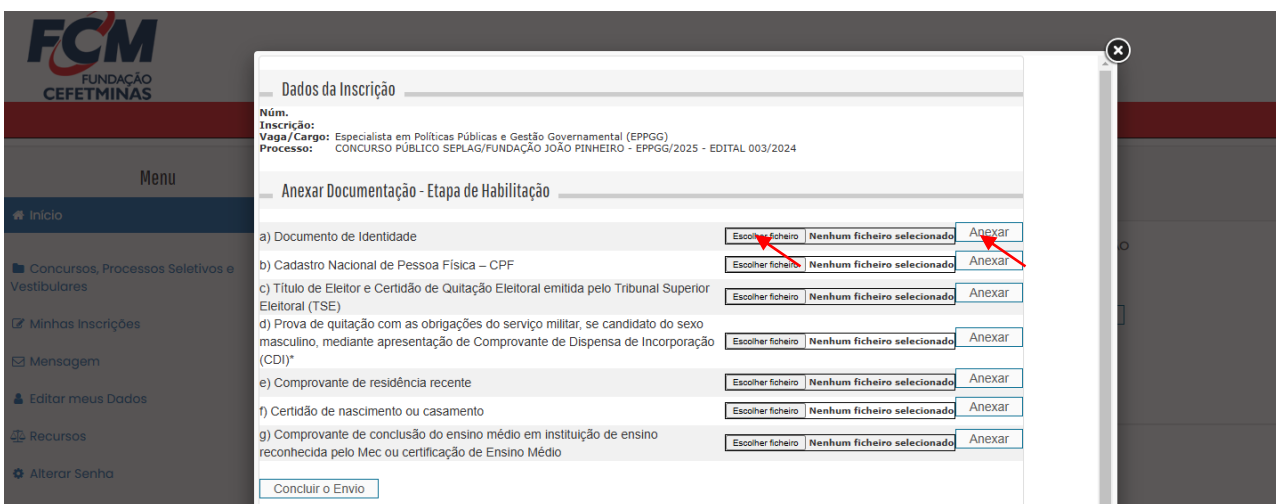 FCM
FUNDAÇÃO
CEFETMINAS
Menu
Início
Concursos, Processos Seletivos e
Vestibulares
Minhas Inscrições
Mensagem
Editar meus Dados
Recursos
Alterar Senha
Dados da Inscrição
Núm.
Inscrição:
Vaga/Cargo: Especialista em Políticas Públicas e Gestão Governamental (EPPGG)
Processo: CONCURSO PÚBLICO SEPLAG/FUNDAÇÃO JOÃO PINHEIRO - EPPGG/2025 - EDITAL 003/2024
Anexar Documentação - Etapa de Habilitação
a) Documento de Identidade Escolher ficheiro Nenhum ficheiro selecionado Anexar
b) Cadastro Nacional de Pessoa Física – CPF Escolher ficheiro Nenhum ficheiro selecionado Anexar
c) Título de Eleitor e Certidão de Quitação Eleitoral emitida pelo Tribunal Superior
Eleitoral (TSE) Escolher ficheiro Nenhum ficheiro selecionado Anexar
d) Prova de quitação com as obrigações do serviço militar, se candidato do sexo
masculino, mediante apresentação de Comprovante de Dispensa de Incorporação Escolher ficheiro Nenhum ficheiro selecionado Anexar
(CDI)*
e) Comprovante de residência recente Escolher ficheiro Nenhum ficheiro selecionado Anexar
f) Certidão de nascimento ou casamento Escolher ficheiro Nenhum ficheiro selecionado Anexar
g) Comprovante de conclusão do ensino médio em instituição de ensino
reconhecida pelo Mec ou certificação de Ensino Médio Escolher ficheiro Nenhum ficheiro selecionado Anexar
Concluir o Envio